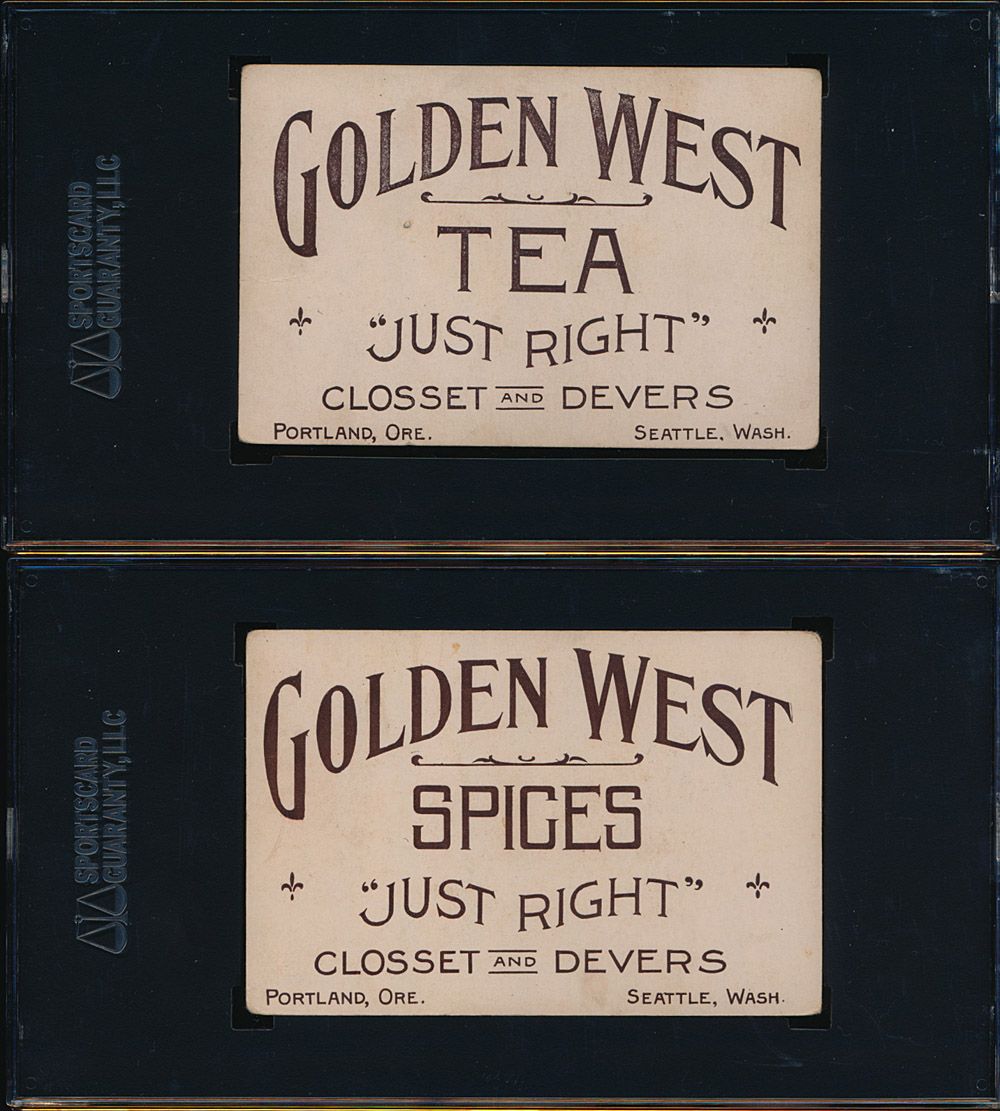 SPORTSCARD
GUARANTY, LLC
GOLDEN WEST
TEA
"JUST RIGHT"
CLOSSET AND DEVERS
PORTLAND, ORE. SEATTLE, WASH.
SPORTSCARD
GUARANTY, LLC
GOLDEN WEST
SPICES
"JUST RIGHT"
CLOSSET AND DEVERS
PORTLAND, ORE. SEATTLE, WASH.